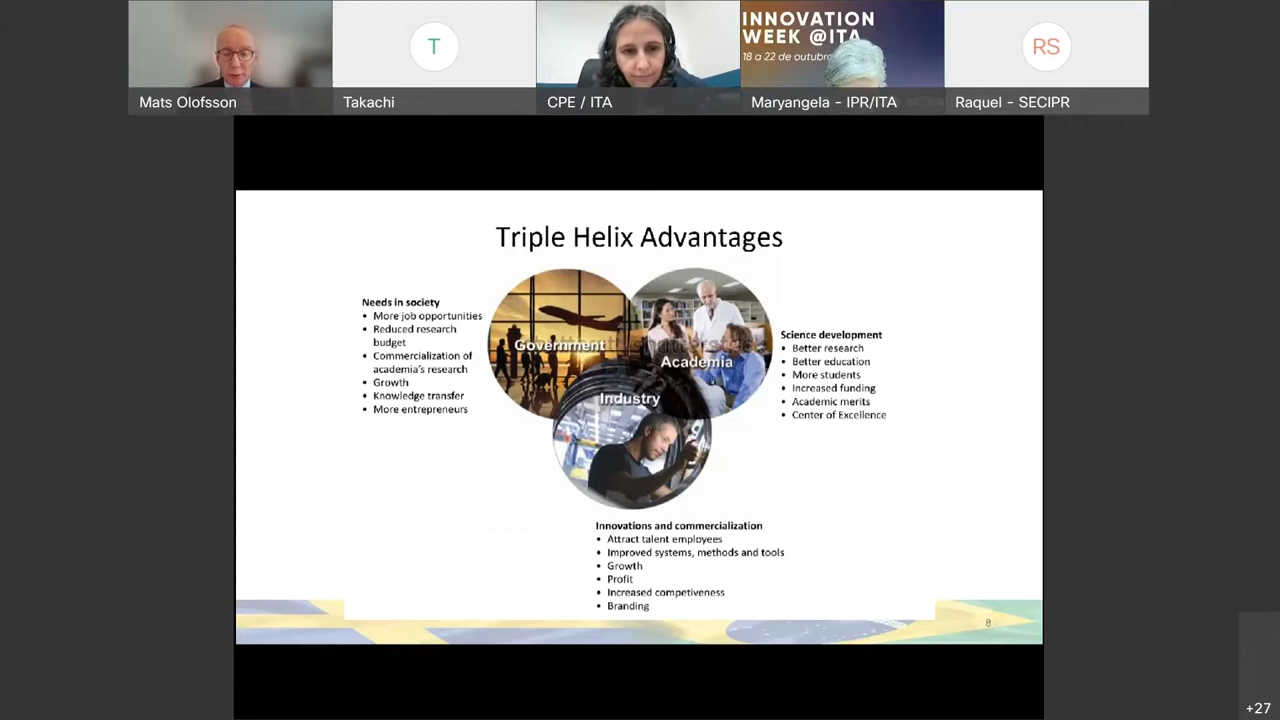 INNOVATION
WEEK @ITA
18 a 22 de outubro
T
RS
Mats Olofsson
Takachi
CPE / ITA
Maryangela - IPR/ITA
Raquel - SECIPR
Triple Helix Advantages
Needs in society
• More job opportunities
• Reduced research
budget
• Commercialization of
academia's research
• Growth
• Knowledge transfer
• More entrepreneurs
Government
Academia
Industry
Science development
• Better research
• Better education
• More students
• Increased funding
• Academic merits
• Center of Excellence
Innovations and commercialization
• Attract talent employees
• Improved systems, methods and tools
• Growth
• Profit
• Increased competiveness
• Branding
8
+27